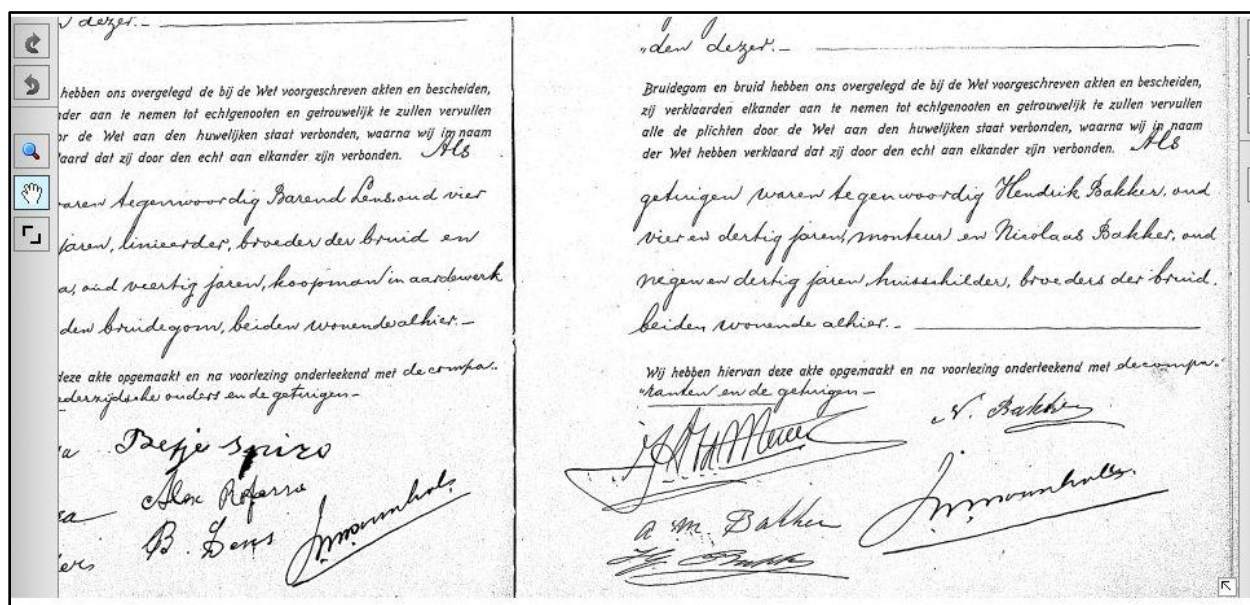 n dezer.-
hebben ons overgelegd de bij de Wet voorgeschreven akten en bescheiden,
nder aan te nemen tot echtgenooten en getrouwelijk te zullen vervullen
or de Wet aan den huwelijken staat verbonden, waarna wij in naam
laard dat zij door den echt aan elkander zijn verbonden. Als
waren tegenwoordig Barend Lens, oud vier
jaren, linieerder, broeder der bruid en
a, oud veertig jaren, koopman in aardewerk
den bruidegom, beiden wonende alhier.-
deze akte opgemaakt en na voorlezing onderteekend met de compa-
ederzijdsche ouders en de getuigen-
a Betje Spiro
Alex
B. Lens
"den dezer.-
Bruidegom en bruid hebben ons overgelegd de bij de Wet voorgeschreven akten en bescheiden,
zij verklaarden elkander aan te nemen tot echtgenooten en getrouwelijk te zullen vervullen
alle de plichten door de Wet aan den huwelijken staat verbonden, waarna wij in naam
der Wet hebben verklaard dat zij door den echt aan elkander zijn verbonden. Als
getuigen waren tegenwoordig Hendrik Bakker, oud
vier en dertig jaren, monteur en Nicolaas Bakker, oud
negen en dertig jaren, huisschilder, broeders der bruid,
beiden wonende alhier.-
Wij hebben hiervan deze akte opgemaakt en na voorlezing onderteekend met de compa-
"ranten en de getuigen-
N. Bakker
A M. Bakker